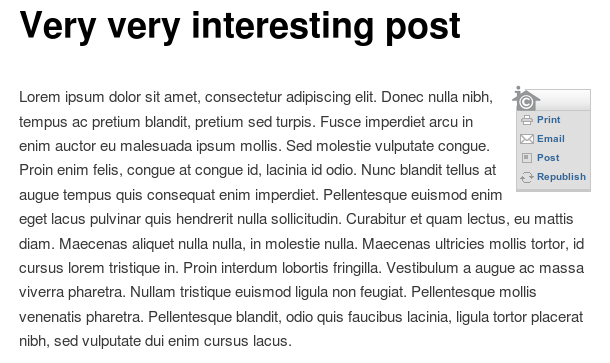 Very very interesting post
Lorem ipsum dolor sit amet, consectetur adipiscing elit. Donec nulla nibh,
tempus ac pretium blandit, pretium sed turpis. Fusce imperdiet arcu in
enim auctor eu malesuada ipsum mollis. Sed molestie vulputate congue.
Proin enim felis, congue at congue id, lacinia id odio. Nunc blandit tellus at
augue tempus quis consequat enim imperdiet. Pellentesque euismod enim
eget lacus pulvinar quis hendrerit nulla sollicitudin. Curabitur et quam lectus, eu mattis
diam. Maecenas aliquet nulla nulla, in molestie nulla. Maecenas ultricies mollis tortor, id
cursus lorem tristique in. Proin interdum lobortis fringilla. Vestibulum a augue ac massa
viverra pharetra. Nullam tristique euismod ligula non feugiat. Pellentesque mollis
venenatis pharetra. Pellentesque blandit, odio quis faucibus lacinia, ligula tortor placerat
nibh, sed vulputate dui enim cursus lacus.
©
Print
Email
Post
Republish